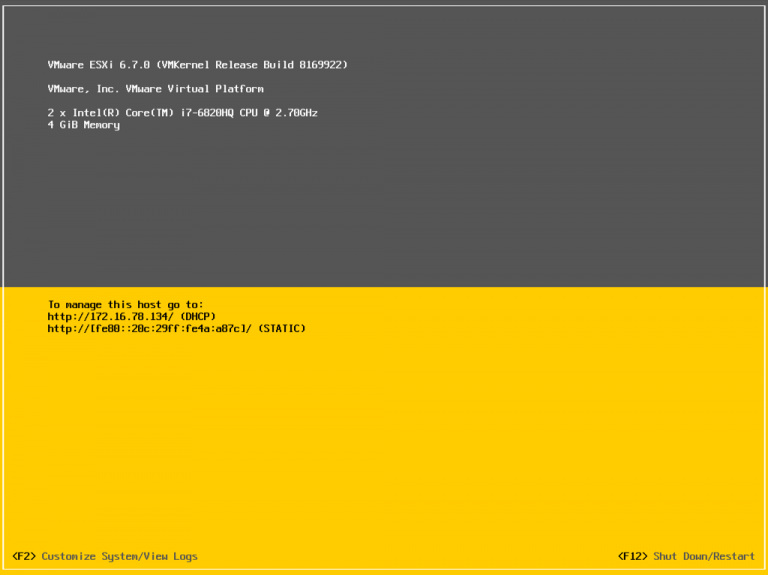 VMware ESXi 6.7.0 (VMKernel Release Build 8169922)
VMware, Inc. VMware Virtual Platform
2 x Intel(R) Core(TM) i7-6820HQ CPU @ 2.70GHz
4 GiB Memory
To manage this host go to:
http://172.16.78.134/ (DHCP)
http://[fe80::20c:29ff:fe4a:a87c]/ (STATIC)
<F2> Customize System/View Logs
<F12> Shut Down/Restart